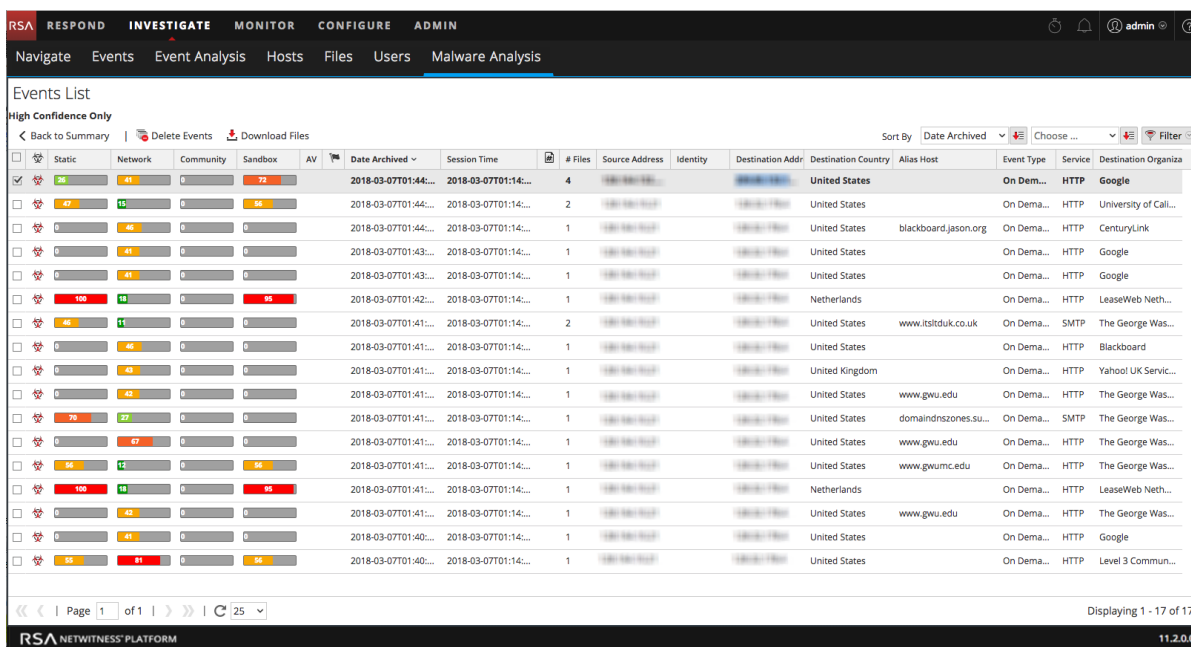 RSA RESPOND INVESTIGATE MONITOR CONFIGURE ADMIN admin
Navigate Events Event Analysis Hosts Files Users Malware Analysis
Events List
High Confidence Only
Back to Summary | Delete Events Download Files Sort By Date Archived Choose ... Filter
Static Network Community Sandbox AV Date Archived Session Time # Files Source Address Identity Destination Addr Destination Country Alias Host Event Type Service Destination Organiza
26 41 0 72 2018-03-07T01:44:... 2018-03-07T01:14:... 4 United States On Dem... HTTP Google
47 15 0 56 2018-03-07T01:44:... 2018-03-07T01:14:... 2 United States On Dema... HTTP University of Cali...
0 46 0 0 2018-03-07T01:44:... 2018-03-07T01:14:... 1 United States blackboard.jason.org On Dema... HTTP CenturyLink
0 41 0 0 2018-03-07T01:43:... 2018-03-07T01:14:... 1 United States On Dema... HTTP Google
0 41 0 0 2018-03-07T01:43:... 2018-03-07T01:14:... 1 United States On Dema... HTTP Google
100 18 0 95 2018-03-07T01:42:... 2018-03-07T01:14:... 1 Netherlands On Dema... HTTP LeaseWeb Neth...
46 11 0 0 2018-03-07T01:41:... 2018-03-07T01:14:... 2 United States www.itsltduk.co.uk On Dema... SMTP The George Was...
0 46 0 0 2018-03-07T01:41:... 2018-03-07T01:14:... 1 United States On Dema... HTTP Blackboard
0 43 0 0 2018-03-07T01:41:... 2018-03-07T01:14:... 1 United Kingdom On Dema... HTTP Yahoo! UK Servic...
0 42 0 0 2018-03-07T01:41:... 2018-03-07T01:14:... 1 United States www.gwu.edu On Dema... HTTP The George Was...
70 27 0 0 2018-03-07T01:41:... 2018-03-07T01:14:... 1 United States domaindnszones.su... On Dema... SMTP The George Was...
0 67 0 0 2018-03-07T01:41:... 2018-03-07T01:14:... 1 United States www.gwu.edu On Dema... HTTP The George Was...
56 12 0 56 2018-03-07T01:41:... 2018-03-07T01:14:... 1 United States www.gwumc.edu On Dema... HTTP The George Was...
100 18 0 95 2018-03-07T01:41:... 2018-03-07T01:14:... 1 Netherlands On Dema... HTTP LeaseWeb Neth...
0 42 0 0 2018-03-07T01:41:... 2018-03-07T01:14:... 1 United States www.gwu.edu On Dema... HTTP The George Was...
0 41 0 0 2018-03-07T01:40:... 2018-03-07T01:14:... 1 United States On Dema... HTTP Google
55 81 0 56 2018-03-07T01:40:... 2018-03-07T01:14:... 1 United States On Dema... HTTP Level 3 Commun...
| Page 1 of 1 | | 25 Displaying 1 - 17 of 17
RSA NETWITNESS® PLATFORM 11.2.0.